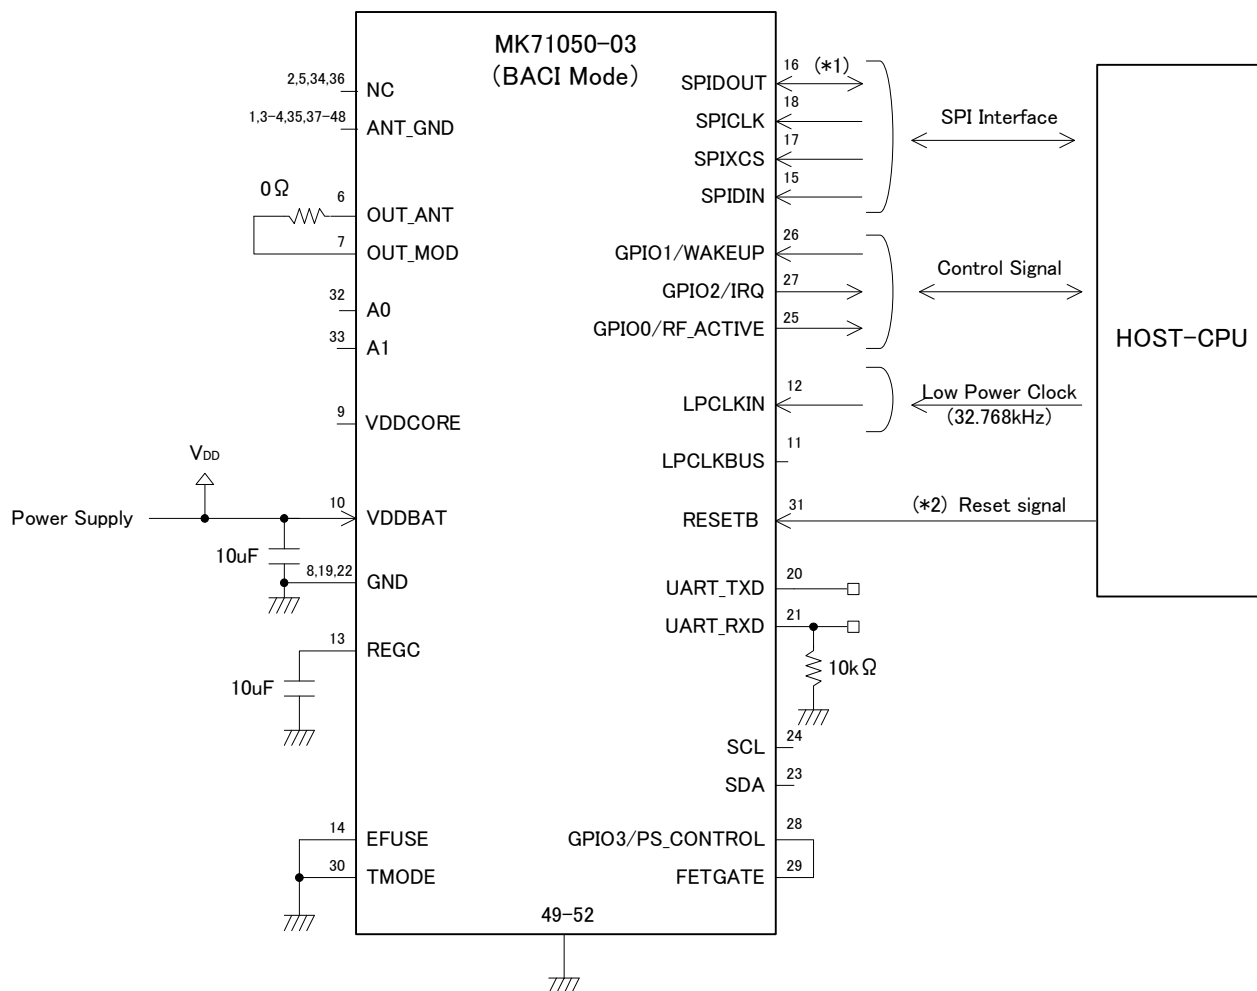 MK71050-03
(BACI Mode)
2,5,34,36
NC
1,3-4,35,37-48
ANT_GND
0Ω
6
OUT_ANT
7
OUT_MOD
32
A0
33
A1
9
VDDCORE
VDD
Power Supply
10
VDDBAT
10uF
8,19,22
GND
13
REGC
10uF
14
EFUSE
30
TMODE
49-52
SPIDOUT
16
(*1)
SPICLK
18
SPIXCS
17
SPIDIN
15
SPI Interface
GPIO1/WAKEUP
26
GPIO2/IRQ
27
GPIO0/RF_ACTIVE
25
Control Signal
LPCLKIN
12
Low Power Clock
(32.768kHz)
LPCLKBUS
11
RESETB
31
(*2) Reset signal
UART_TXD
20
UART_RXD
21
10kΩ
SCL
24
SDA
23
GPIO3/PS_CONTROL
28
FETGATE
29
HOST-CPU